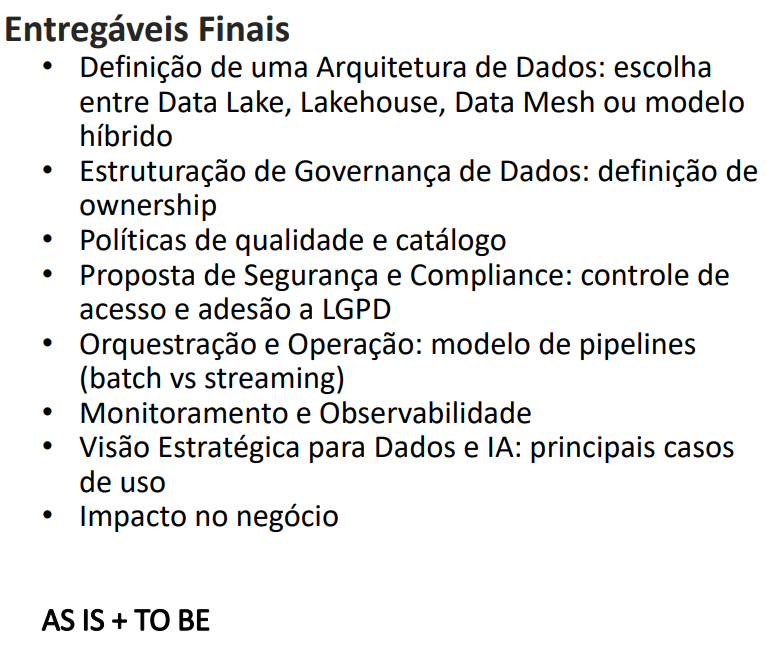 Entregáveis Finais
• Definição de uma Arquitetura de Dados: escolha
entre Data Lake, Lakehouse, Data Mesh ou modelo
híbrido
• Estruturação de Governança de Dados: definição de
ownership
• Políticas de qualidade e catálogo
• Proposta de Segurança e Compliance: controle de
acesso e adesão a LGPD
• Orquestração e Operação: modelo de pipelines
(batch vs streaming)
• Monitoramento e Observabilidade
• Visão Estratégica para Dados e IA: principais casos
de uso
• Impacto no negócio
AS IS + TO BE